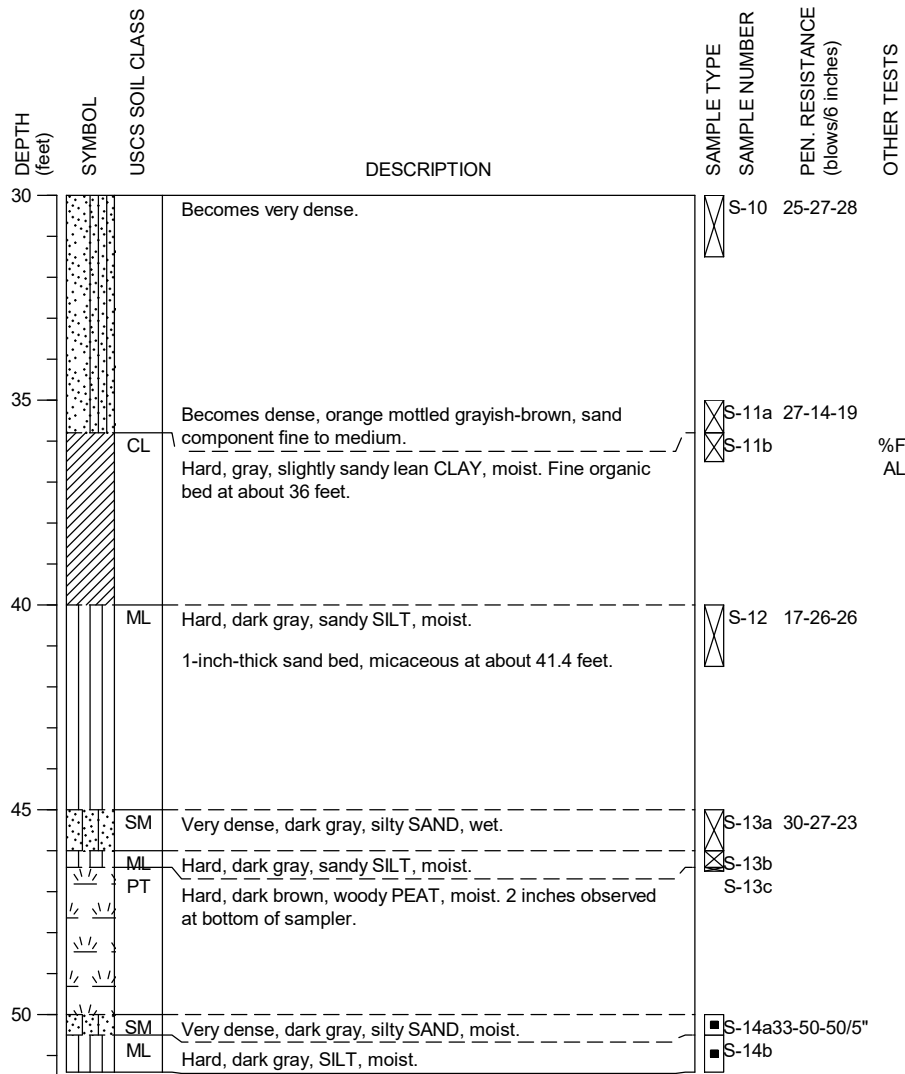 DEPTH
(feet)
SYMBOL
USCS SOIL CLASS
DESCRIPTION
SAMPLE TYPE
SAMPLE NUMBER
PEN. RESISTANCE
(blows/6 inches)
OTHER TESTS
30
Becomes very dense.
S-10 25-27-28
35
Becomes dense, orange mottled grayish-brown, sand
component fine to medium.
S-11a 27-14-19
CL
S-11b
%F
AL
Hard, gray, slightly sandy lean CLAY, moist. Fine organic
bed at about 36 feet.
40
ML
Hard, dark gray, sandy SILT, moist.
S-12 17-26-26
1-inch-thick sand bed, micaceous at about 41.4 feet.
45
SM
Very dense, dark gray, silty SAND, wet.
S-13a 30-27-23
ML
Hard, dark gray, sandy SILT, moist.
S-13b
PT
Hard, dark brown, woody PEAT, moist. 2 inches observed
at bottom of sampler.
S-13c
50
SM
Very dense, dark gray, silty SAND, moist.
S-14a 33-50-50/5"
ML
Hard, dark gray, SILT, moist.
S-14b